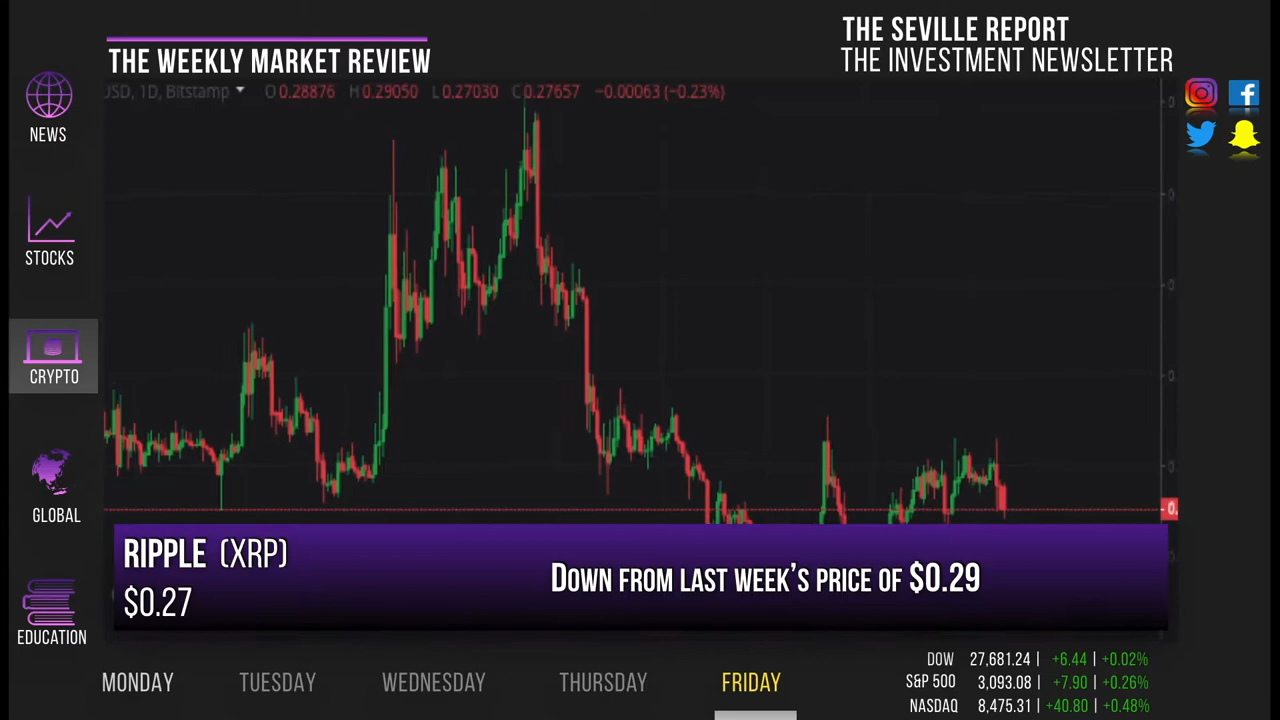 THE SEVILLE REPORT
THE INVESTMENT NEWSLETTER
THE WEEKLY MARKET REVIEW
USD, 1D, Bitstamp O 0.28876 H 0.29050 L 0.27030 C 0.27657 −0.00063 (−0.23%)
NEWS
STOCKS
CRYPTO
GLOBAL
EDUCATION
RIPPLE (XRP)
$0.27
DOWN FROM LAST WEEK'S PRICE OF $0.29
MONDAY TUESDAY WEDNESDAY THURSDAY FRIDAY
DOW 27,681.24 | +6.44 | +0.02%
S&P 500 3,093.08 | +7.90 | +0.26%
NASDAQ 8,475.31 | +40.80 | +0.48%